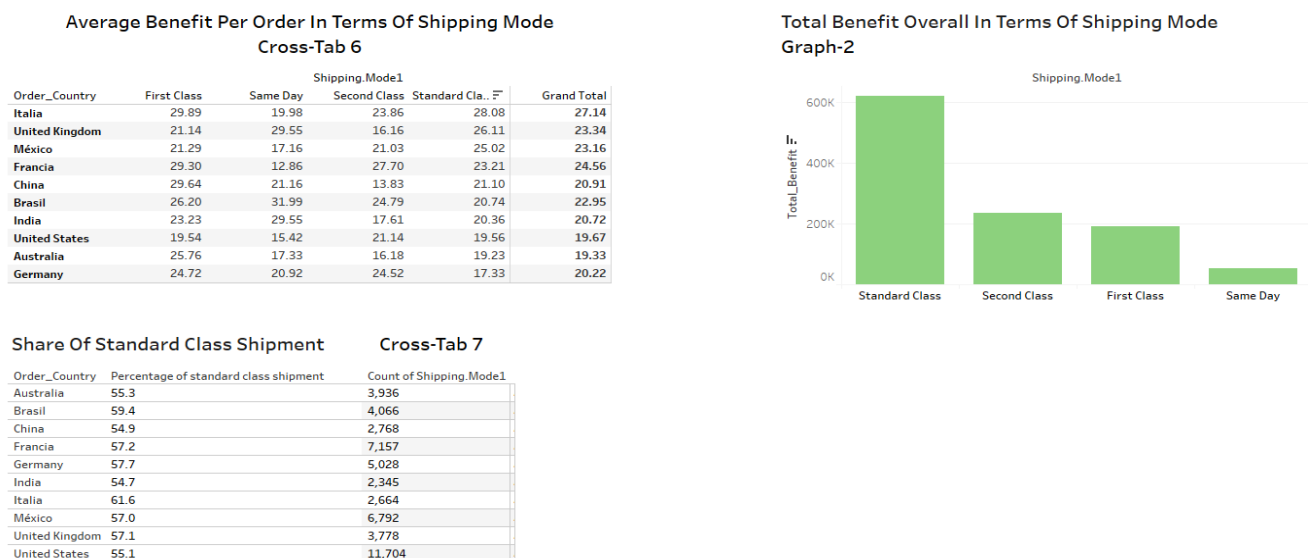 Average Benefit Per Order In Terms Of Shipping Mode
Cross-Tab 6
Shipping.Mode1
Order_Country First Class Same Day Second Class Standard Cla.. Grand Total
Italia 29.89 19.98 23.86 28.08 27.14
United Kingdom 21.14 29.55 16.16 26.11 23.34
México 21.29 17.16 21.03 25.02 23.16
Francia 29.30 12.86 27.70 23.21 24.56
China 29.64 21.16 13.83 21.10 20.91
Brasil 26.20 31.99 24.79 20.74 22.95
India 23.23 29.55 17.61 20.36 20.72
United States 19.54 15.42 21.14 19.56 19.67
Australia 25.76 17.33 16.18 19.23 19.33
Germany 24.72 20.92 24.52 17.33 20.22
Total Benefit Overall In Terms Of Shipping Mode
Graph-2
Shipping.Mode1
Total_Benefit
600K
400K
200K
0K
Standard Class Second Class First Class Same Day
Share Of Standard Class Shipment Cross-Tab 7
Order_Country Percentage of standard class shipment Count of Shipping.Mode1
Australia 55.3 3,936
Brasil 59.4 4,066
China 54.9 2,768
Francia 57.2 7,157
Germany 57.7 5,028
India 54.7 2,345
Italia 61.6 2,664
México 57.0 6,792
United Kingdom 57.1 3,778
United States 55.1 11,704